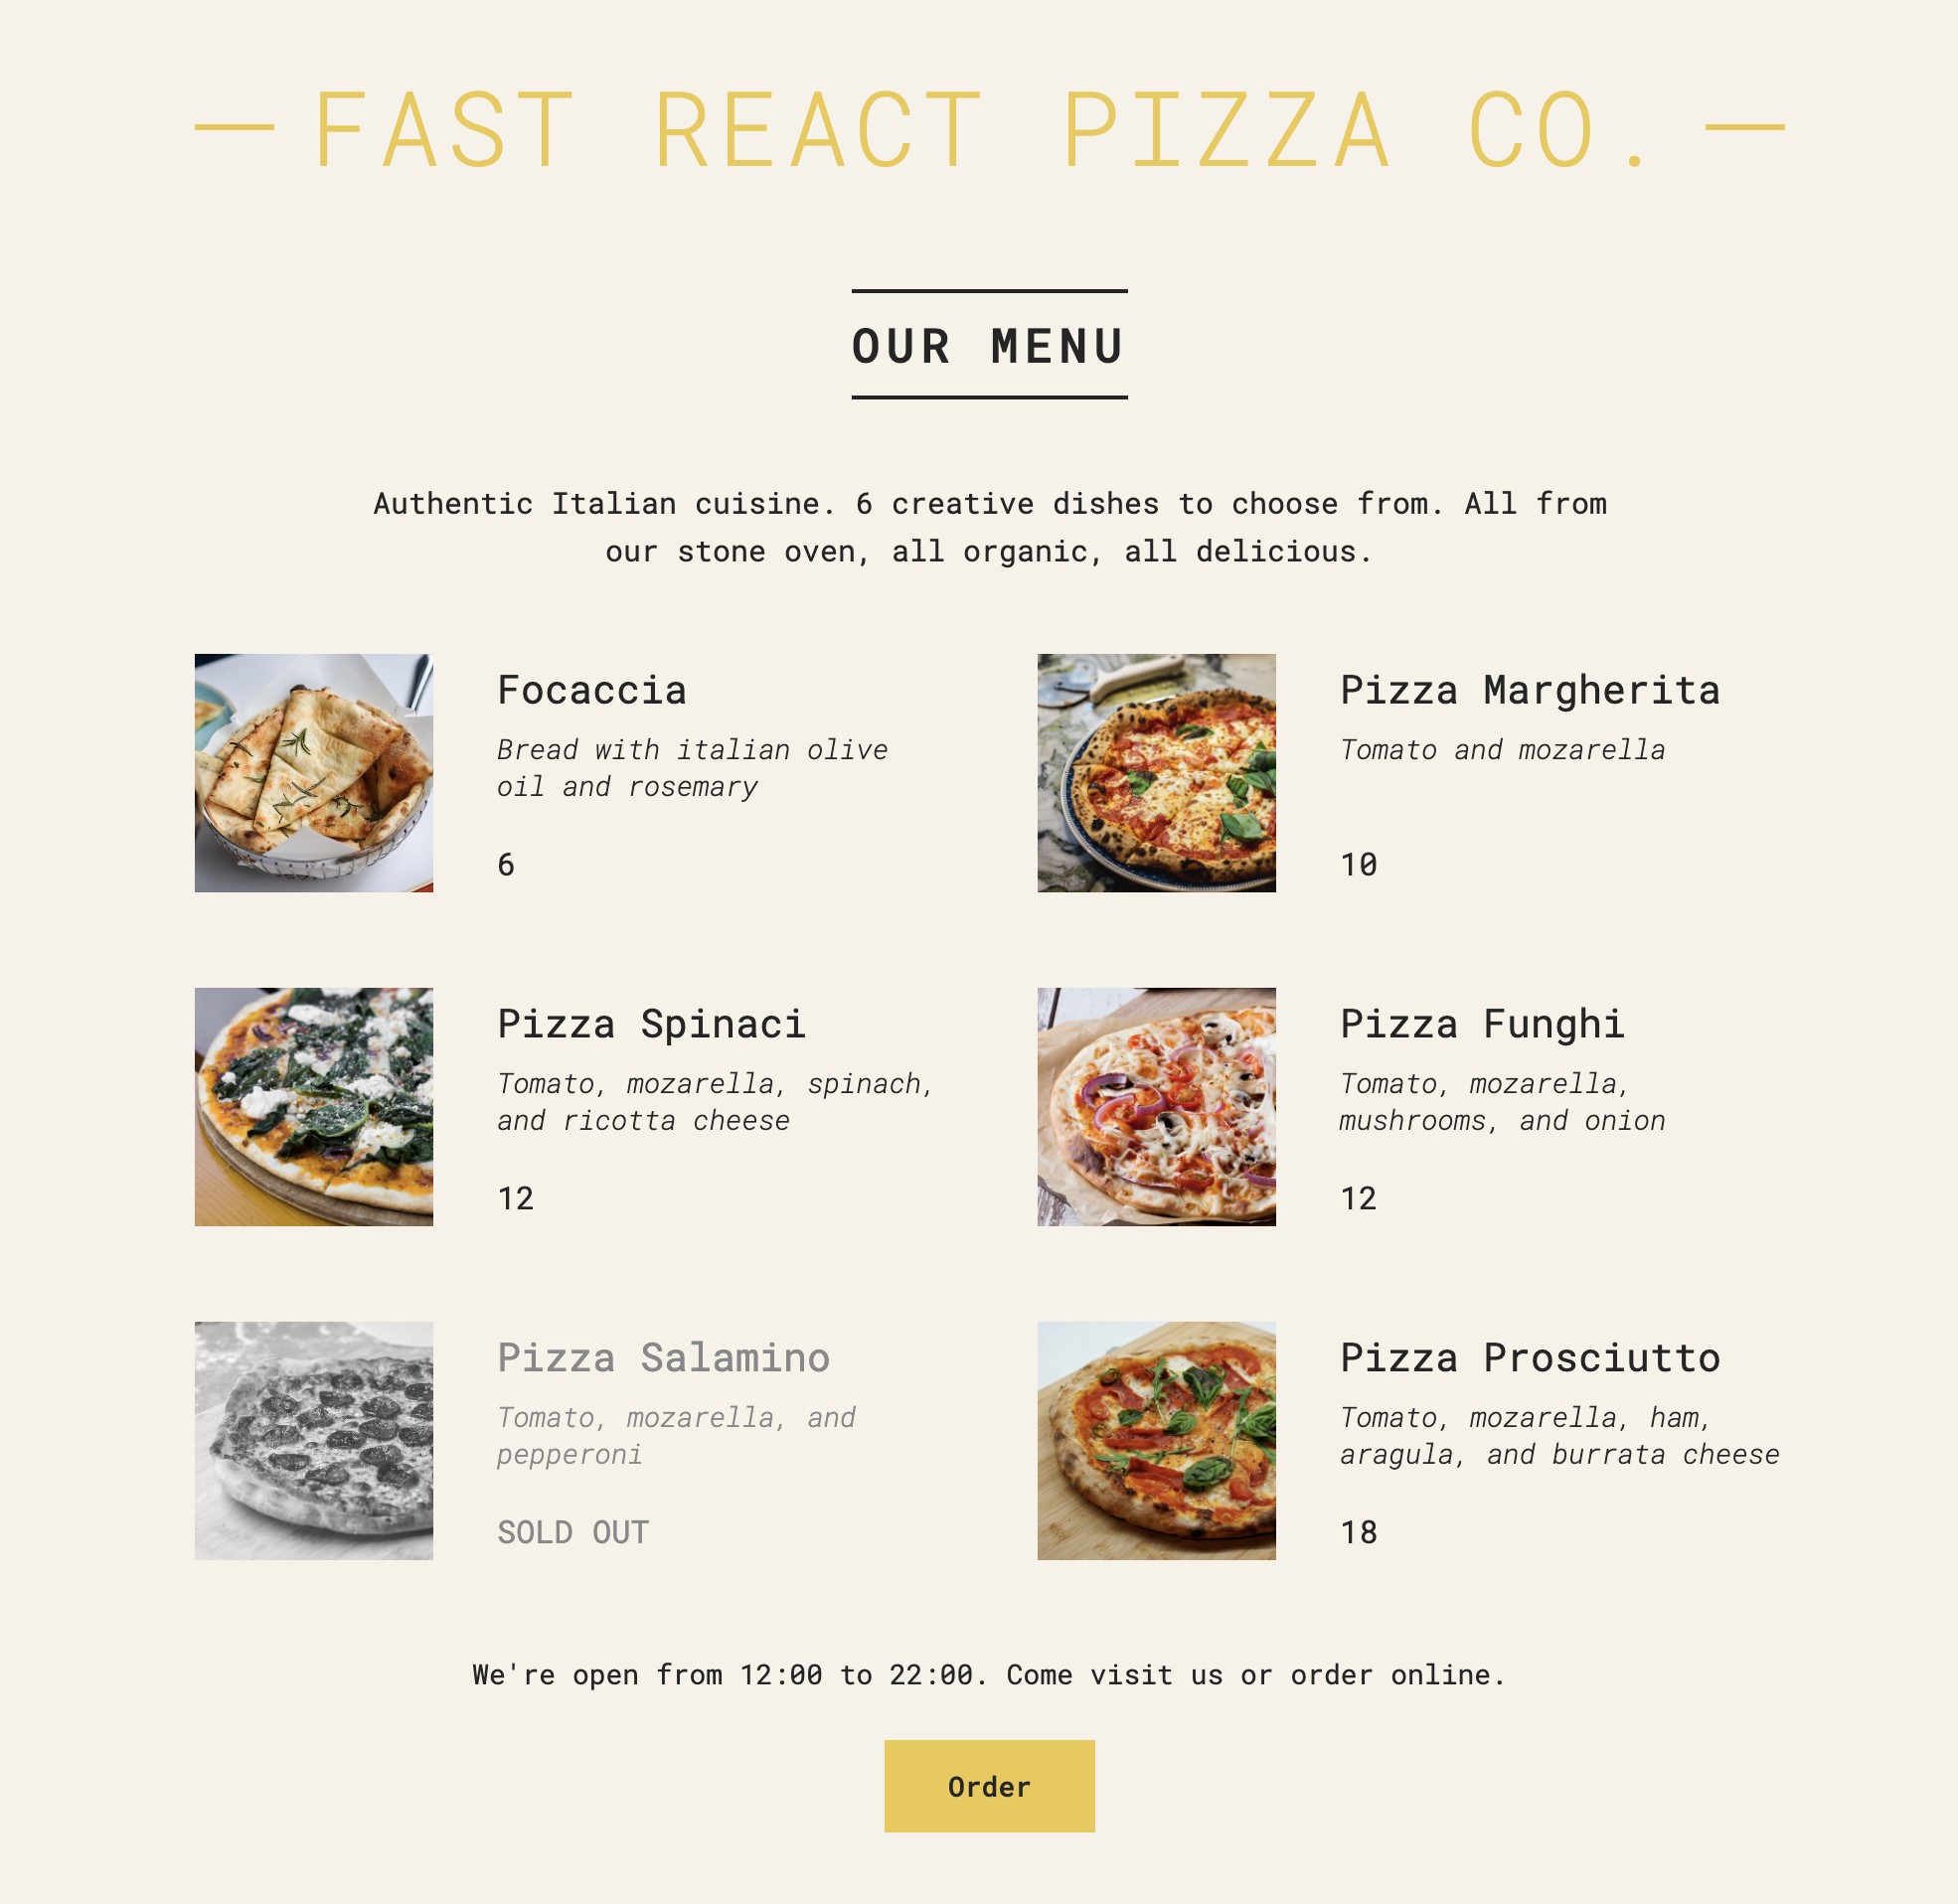 FAST REACT PIZZA CO.
OUR MENU
Authentic Italian cuisine. 6 creative dishes to choose from. All from
our stone oven, all organic, all delicious.
Focaccia
Bread with italian olive
oil and rosemary
6
Pizza Margherita
Tomato and mozarella
10
Pizza Spinaci
Tomato, mozarella, spinach,
and ricotta cheese
12
Pizza Funghi
Tomato, mozarella,
mushrooms, and onion
12
Pizza Salamino
Tomato, mozarella, and
pepperoni
SOLD OUT
Pizza Prosciutto
Tomato, mozarella, ham,
aragula, and burrata cheese
18
We're open from 12:00 to 22:00. Come visit us or order online.
Order